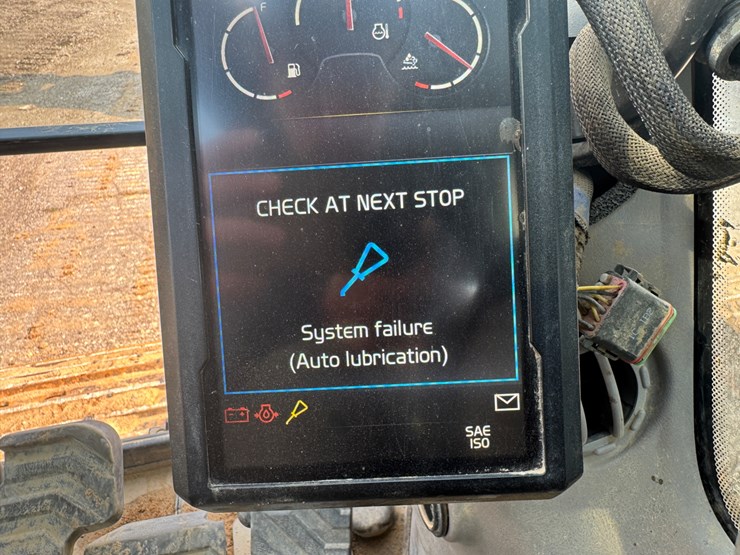 F
CHECK AT NEXT STOP
System failure
(Auto lubrication)
SAE
ISO